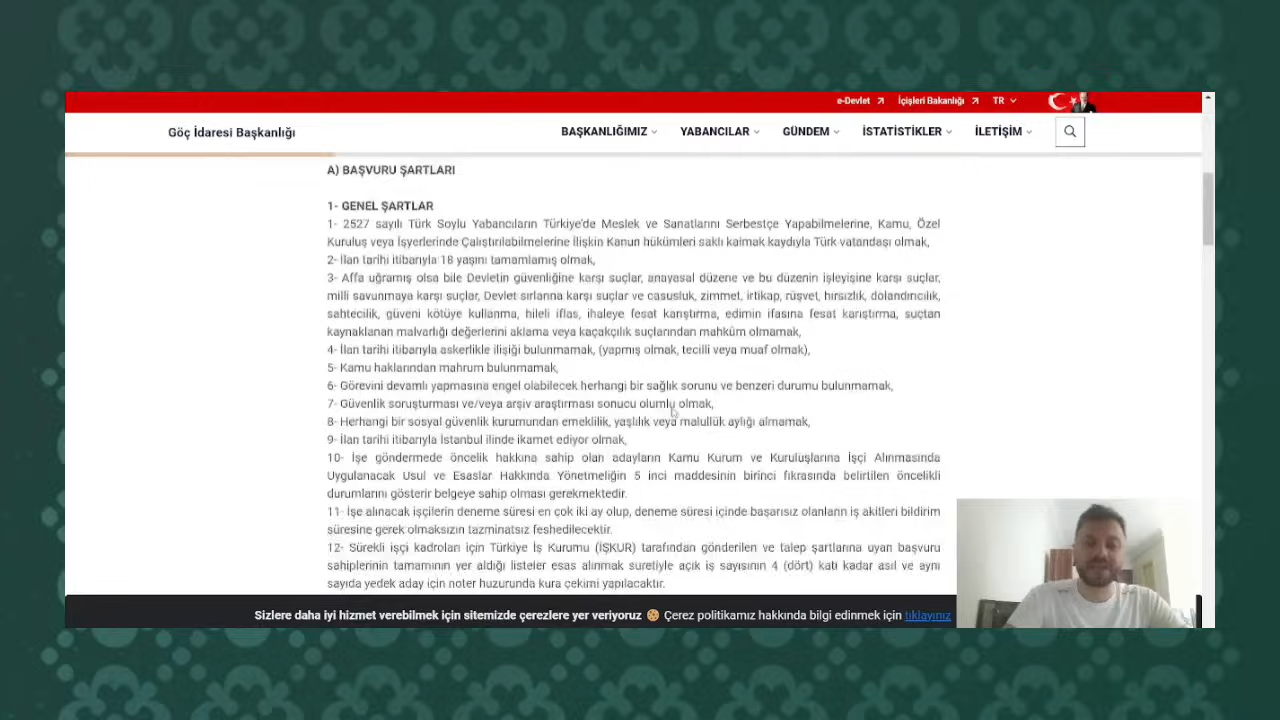 e-Devlet İçişleri Bakanlığı TR
Göç İdaresi Başkanlığı BAŞKANLIĞIMIZ YABANCILAR GÜNDEM İSTATİSTİKLER İLETİŞİM
A) BAŞVURU ŞARTLARI
1- GENEL ŞARTLAR
1- 2527 sayılı Türk Soylu Yabancıların Türkiye'de Meslek ve Sanatlarını Serbestçe Yapabilmelerine, Kamu, Özel
Kuruluş veya İşyerlerinde Çalıştırılabilmelerine İlişkin Kanun hükümleri saklı kalmak kaydıyla Türk vatandaşı olmak,
2- İlan tarihi itibarıyla 18 yaşını tamamlamış olmak,
3- Affa uğramış olsa bile Devletin güvenliğine karşı suçlar, anayasal düzene ve bu düzenin işleyişine karşı suçlar,
milli savunmaya karşı suçlar, Devlet sırlarına karşı suçlar ve casusluk, zimmet, irtikap, rüşvet, hırsızlık, dolandırıcılık,
sahtecilik, güveni kötüye kullanma, hileli iflas, ihaleye fesat karıştırma, edimin ifasına fesat karıştırma, suçtan
kaynaklanan malvarlığı değerlerini aklama veya kaçakçılık suçlarından mahkûm olmamak,
4- İlan tarihi itibarıyla askerlikle ilişiği bulunmamak, (yapmış olmak, tecilli veya muaf olmak),
5- Kamu haklarından mahrum bulunmamak,
6- Görevini devamlı yapmasına engel olabilecek herhangi bir sağlık sorunu ve benzeri durumu bulunmamak,
7- Güvenlik soruşturması ve/veya arşiv araştırması sonucu olumlu olmak,
8- Herhangi bir sosyal güvenlik kurumundan emeklilik, yaşlılık veya malullük aylığı almamak,
9- İlan tarihi itibarıyla İstanbul ilinde ikamet ediyor olmak,
10- İşe göndermede öncelik hakkına sahip olan adayların Kamu Kurum ve Kuruluşlarına İşçi Alınmasında
Uygulanacak Usul ve Esaslar Hakkında Yönetmeliğin 5 inci maddesinin birinci fıkrasında belirtilen öncelikli
durumlarını gösterir belgeye sahip olması gerekmektedir.
11- İşe alınacak işçilerin deneme süresi en çok iki ay olup, deneme süresi içinde başarısız olanların iş akitleri bildirim
süresine gerek olmaksızın tazminatsız feshedilecektir.
12- Sürekli işçi kadroları için Türkiye İş Kurumu (İŞKUR) tarafından gönderilen ve talep şartlarına uyan başvuru
sahiplerinin tamamının yer aldığı listeler esas alınmak suretiyle açık iş sayısının 4 (dört) katı kadar asıl ve aynı
sayıda yedek aday için noter huzurunda kura çekimi yapılacaktır.
Sizlere daha iyi hizmet verebilmek için sitemizde çerezlere yer veriyoruz Çerez politikamız hakkında bilgi edinmek için tıklayınız